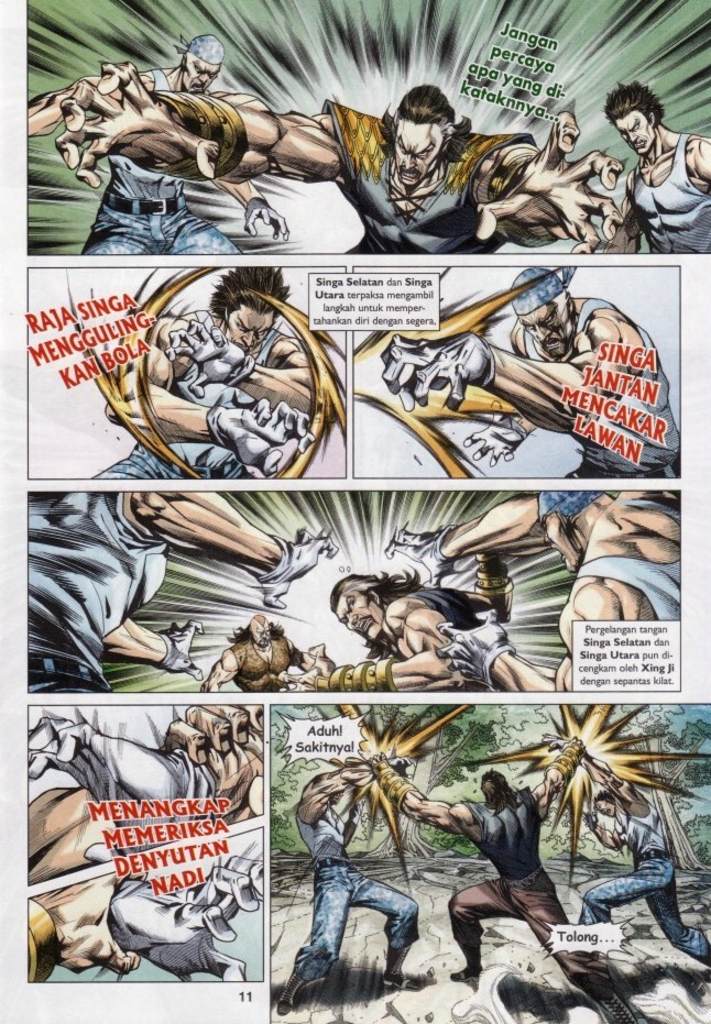 Jangan
percaya
apa yang di-
kataknnya...
RAJA SINGA
MENGGULING-
KAN BOLA
Singa Selatan dan Singa
Utara terpaksa mengambil
langkah untuk memper-
tahankan diri dengan segera,
SINGA
JANTAN
MENCAKAR
LAWAN
Pergelangan tangan
Singa Selatan dan
Singa Utara pun di-
cengkam oleh Xing Ji
dengan sepantas kilat.
MENANGKAP
MEMERIKSA
DENYUTAN
NADI
Aduh!
Sakitnya!
Tolong...
11